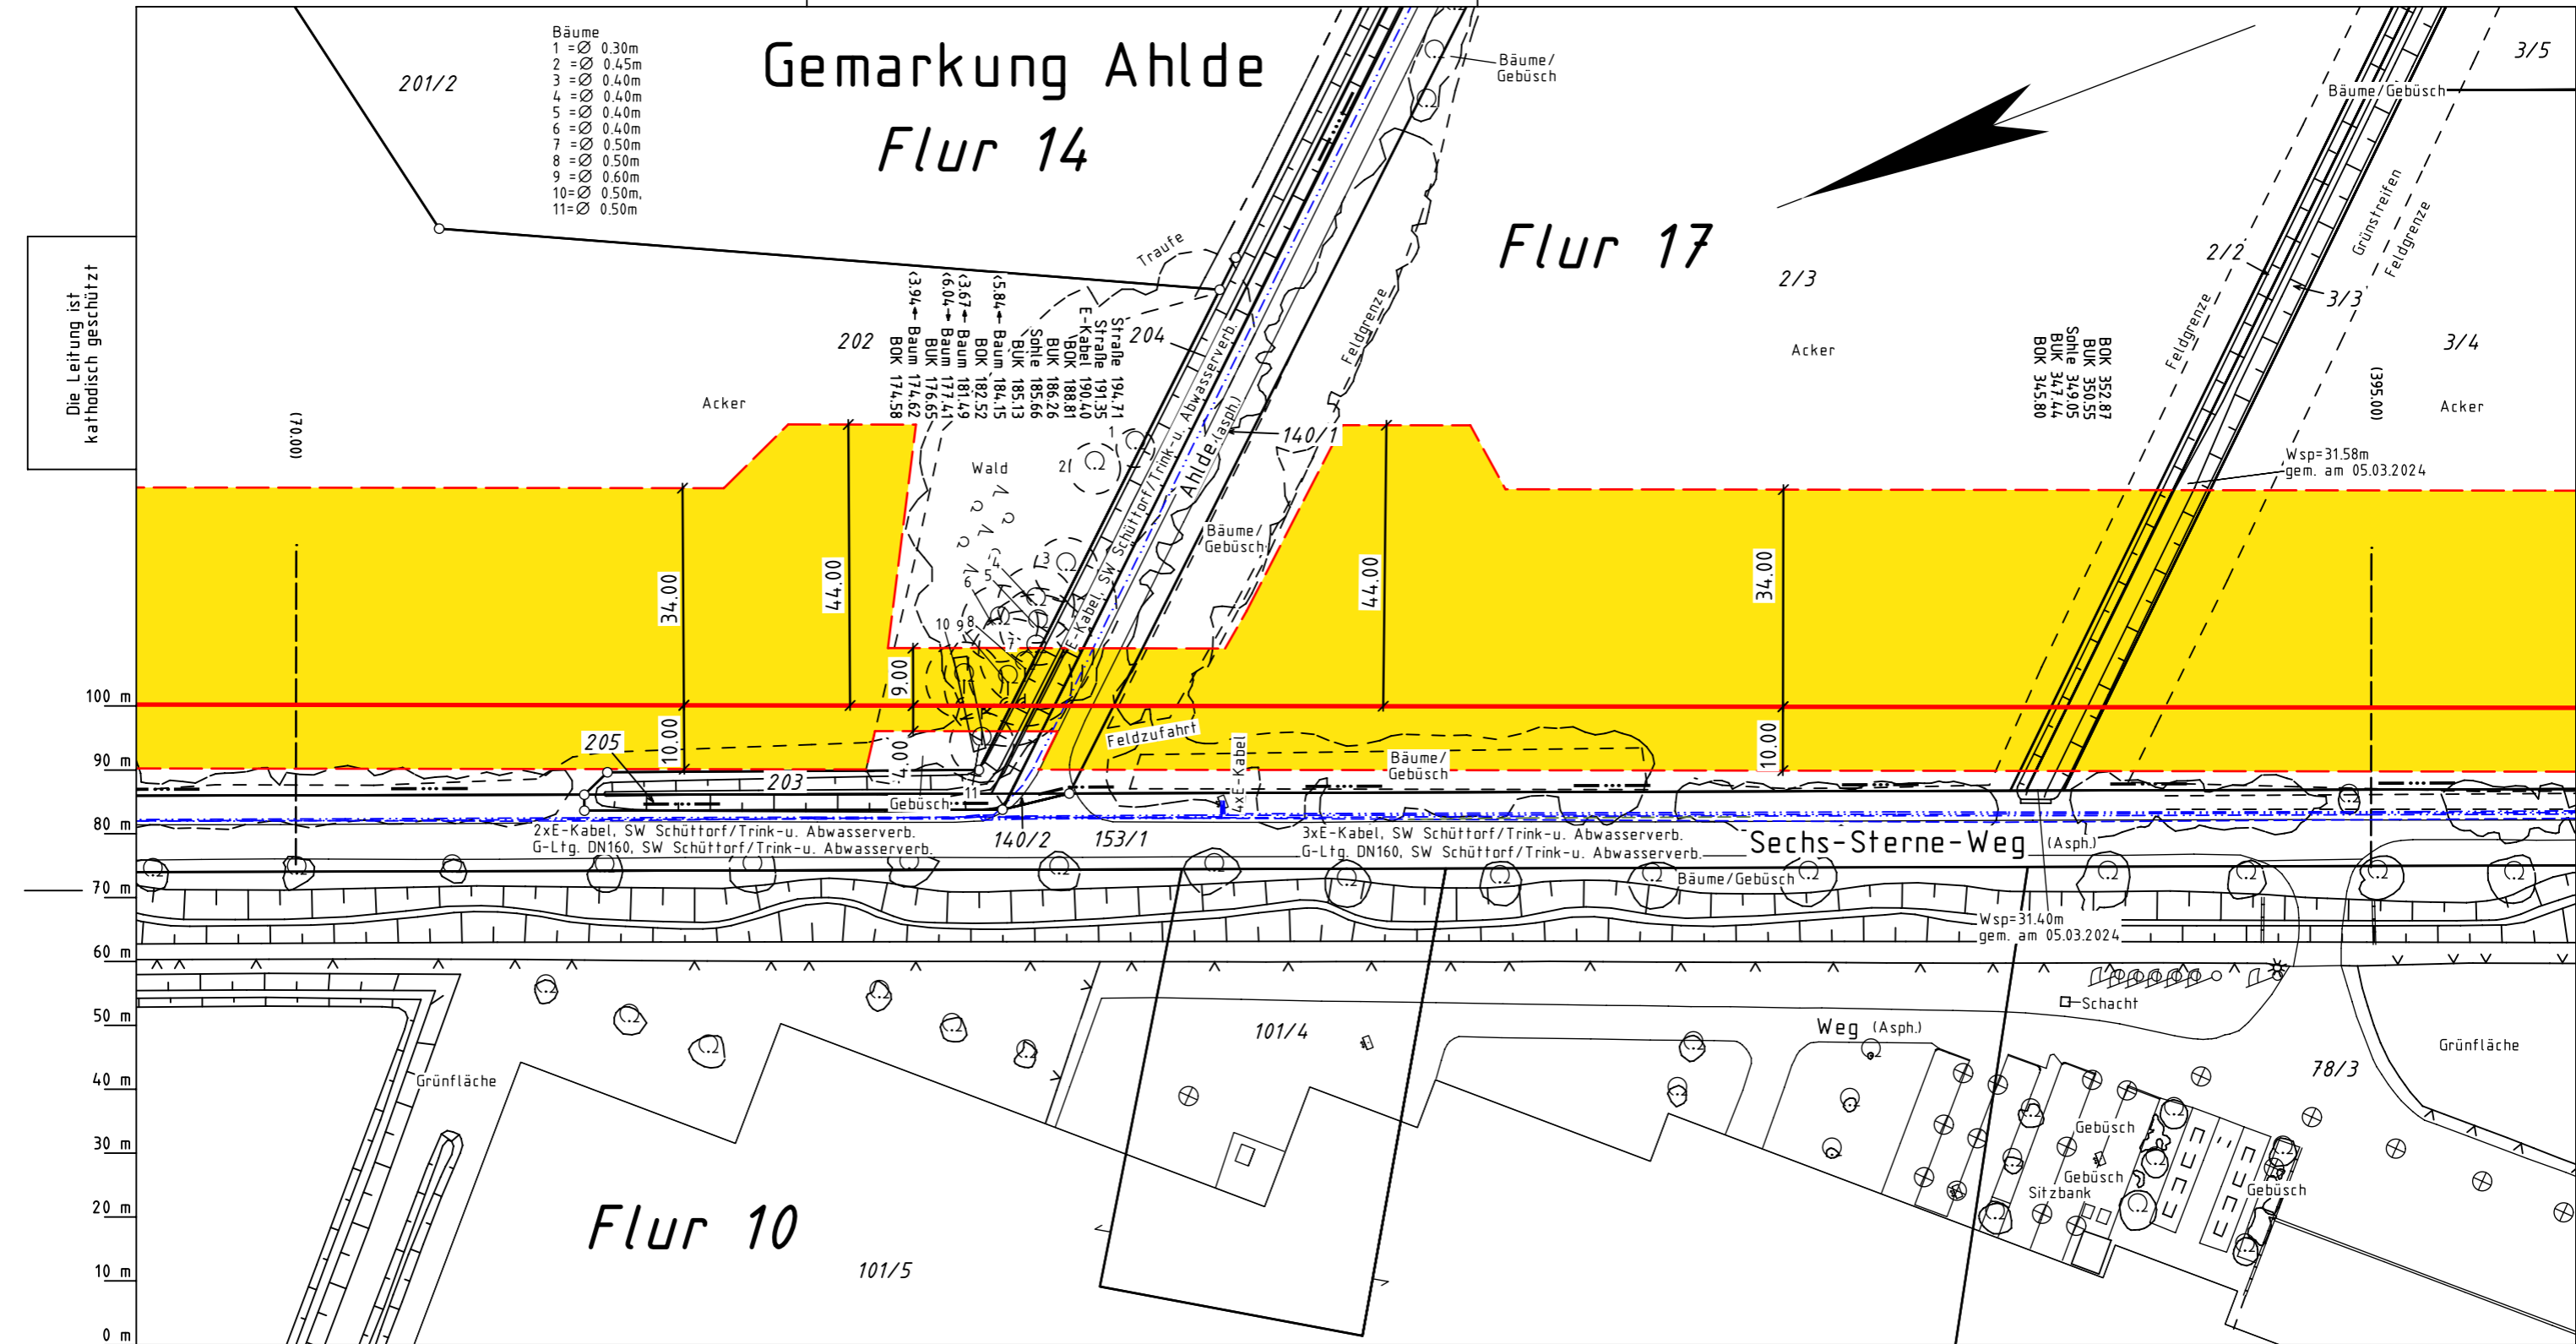 Bäume
1 =Ø 0.30m
2 =Ø 0.45m
3 =Ø 0.40m
4 =Ø 0.40m
5 =Ø 0.40m
6 =Ø 0.40m
7 =Ø 0.50m
8 =Ø 0.50m
9 =Ø 0.60m
10=Ø 0.50m,
11=Ø 0.50m
201/2
Gemarkung Ahlde
Flur 14
Bäume/
Gebüsch
Bäume/Gebüsch
3/5
Flur 17
2/3
Acker
2/2
3/3
Grünstreifen
Feldgrenze
Feldgrenze
3/4
Acker
(395.00)
Die Leitung ist
kathodisch geschützt
(70.00)
Traufe
202
204
Acker
<3.94 Baum 174.62
BOK 174.58
<6.04 Baum 177.41
BUK 176.65
<3.67 Baum 181.49
BOK 182.52
<5.84 Baum 184.15
BUK 185.13
Sohle 185.66
BUK 186.26
BOK 188.81
E-Kabel 190.40
Straße 191.35
Straße 194.71
Feldgrenze
140/1
BOK 352.87
BUK 350.55
Sohle 349.05
BUK 347.44
BOK 345.80
Wsp=31.58m
gem. am 05.03.2024
Wald
1
2
3
4
5
6
7
8
9
10
11
E-Kabel, SW Schüttorf/Trink-u. Abwasserverb.
Ahlde (asph.)
Bäume/
Gebüsch
34.00
44.00
44.00
34.00
9.00
10.00
4.00
10.00
Feldzufahrt
4xE-Kabel
Bäume/
Gebüsch
205
203
Gebüsch
2xE-Kabel, SW Schüttorf/Trink-u. Abwasserverb.
G-Ltg. DN160, SW Schüttorf/Trink-u. Abwasserverb.
140/2
153/1
3xE-Kabel, SW Schüttorf/Trink-u. Abwasserverb.
G-Ltg. DN160, SW Schüttorf/Trink-u. Abwasserverb.
Sechs-Sterne-Weg (Asph.)
Bäume/Gebüsch
Wsp=31.40m
gem. am 05.03.2024
100 m
90 m
80 m
70 m
60 m
50 m
40 m
30 m
20 m
10 m
0 m
Schacht
Weg (Asph.)
101/4
Grünfläche
78/3
Grünfläche
Gebüsch
Gebüsch
Sitzbank
Gebüsch
Flur 10
101/5